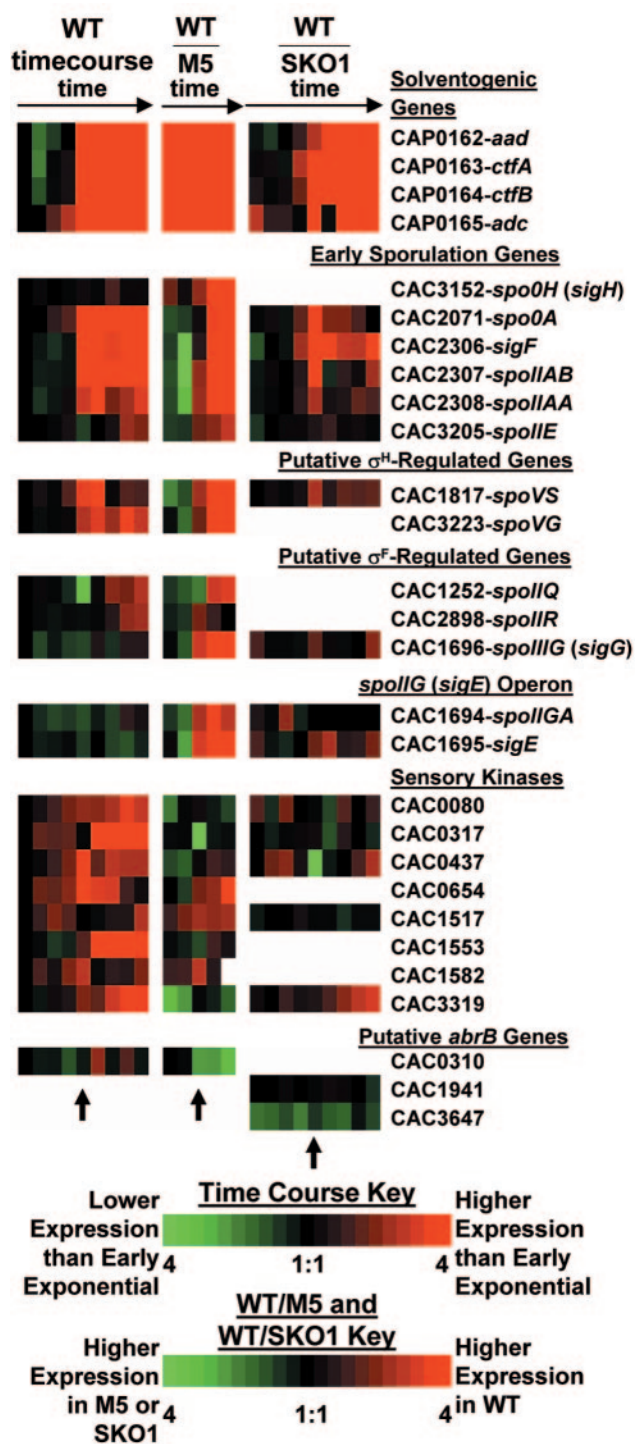 WT timecourse time
WT
M5
time
WT
SKO1
time
Solventogenic
Genes
CAP0162-aad
CAP0163-ctfA
CAP0164-ctfB
CAP0165-adc
Early Sporulation Genes
CAC3152-spo0H (sigH)
CAC2071-spo0A
CAC2306-sigF
CAC2307-spoIIAB
CAC2308-spoIIAA
CAC3205-spoIIE
Putative σH-Regulated Genes
CAC1817-spoVS
CAC3223-spoVG
Putative σF-Regulated Genes
CAC1252-spoIIQ
CAC2898-spoIIR
CAC1696-spoIIIG (sigG)
spoIIG (sigE) Operon
CAC1694-spoIIGA
CAC1695-sigE
Sensory Kinases
CAC0080
CAC0317
CAC0437
CAC0654
CAC1517
CAC1553
CAC1582
CAC3319
Putative abrB Genes
CAC0310
CAC1941
CAC3647
Time Course Key
Lower
Expression
than Early
Exponential
4
1:1
4
Higher
Expression
than Early
Exponential
WT/M5 and
WT/SKO1 Key
Higher
Expression
in M5 or
SKO1
4
1:1
4
Higher
Expression
in WT